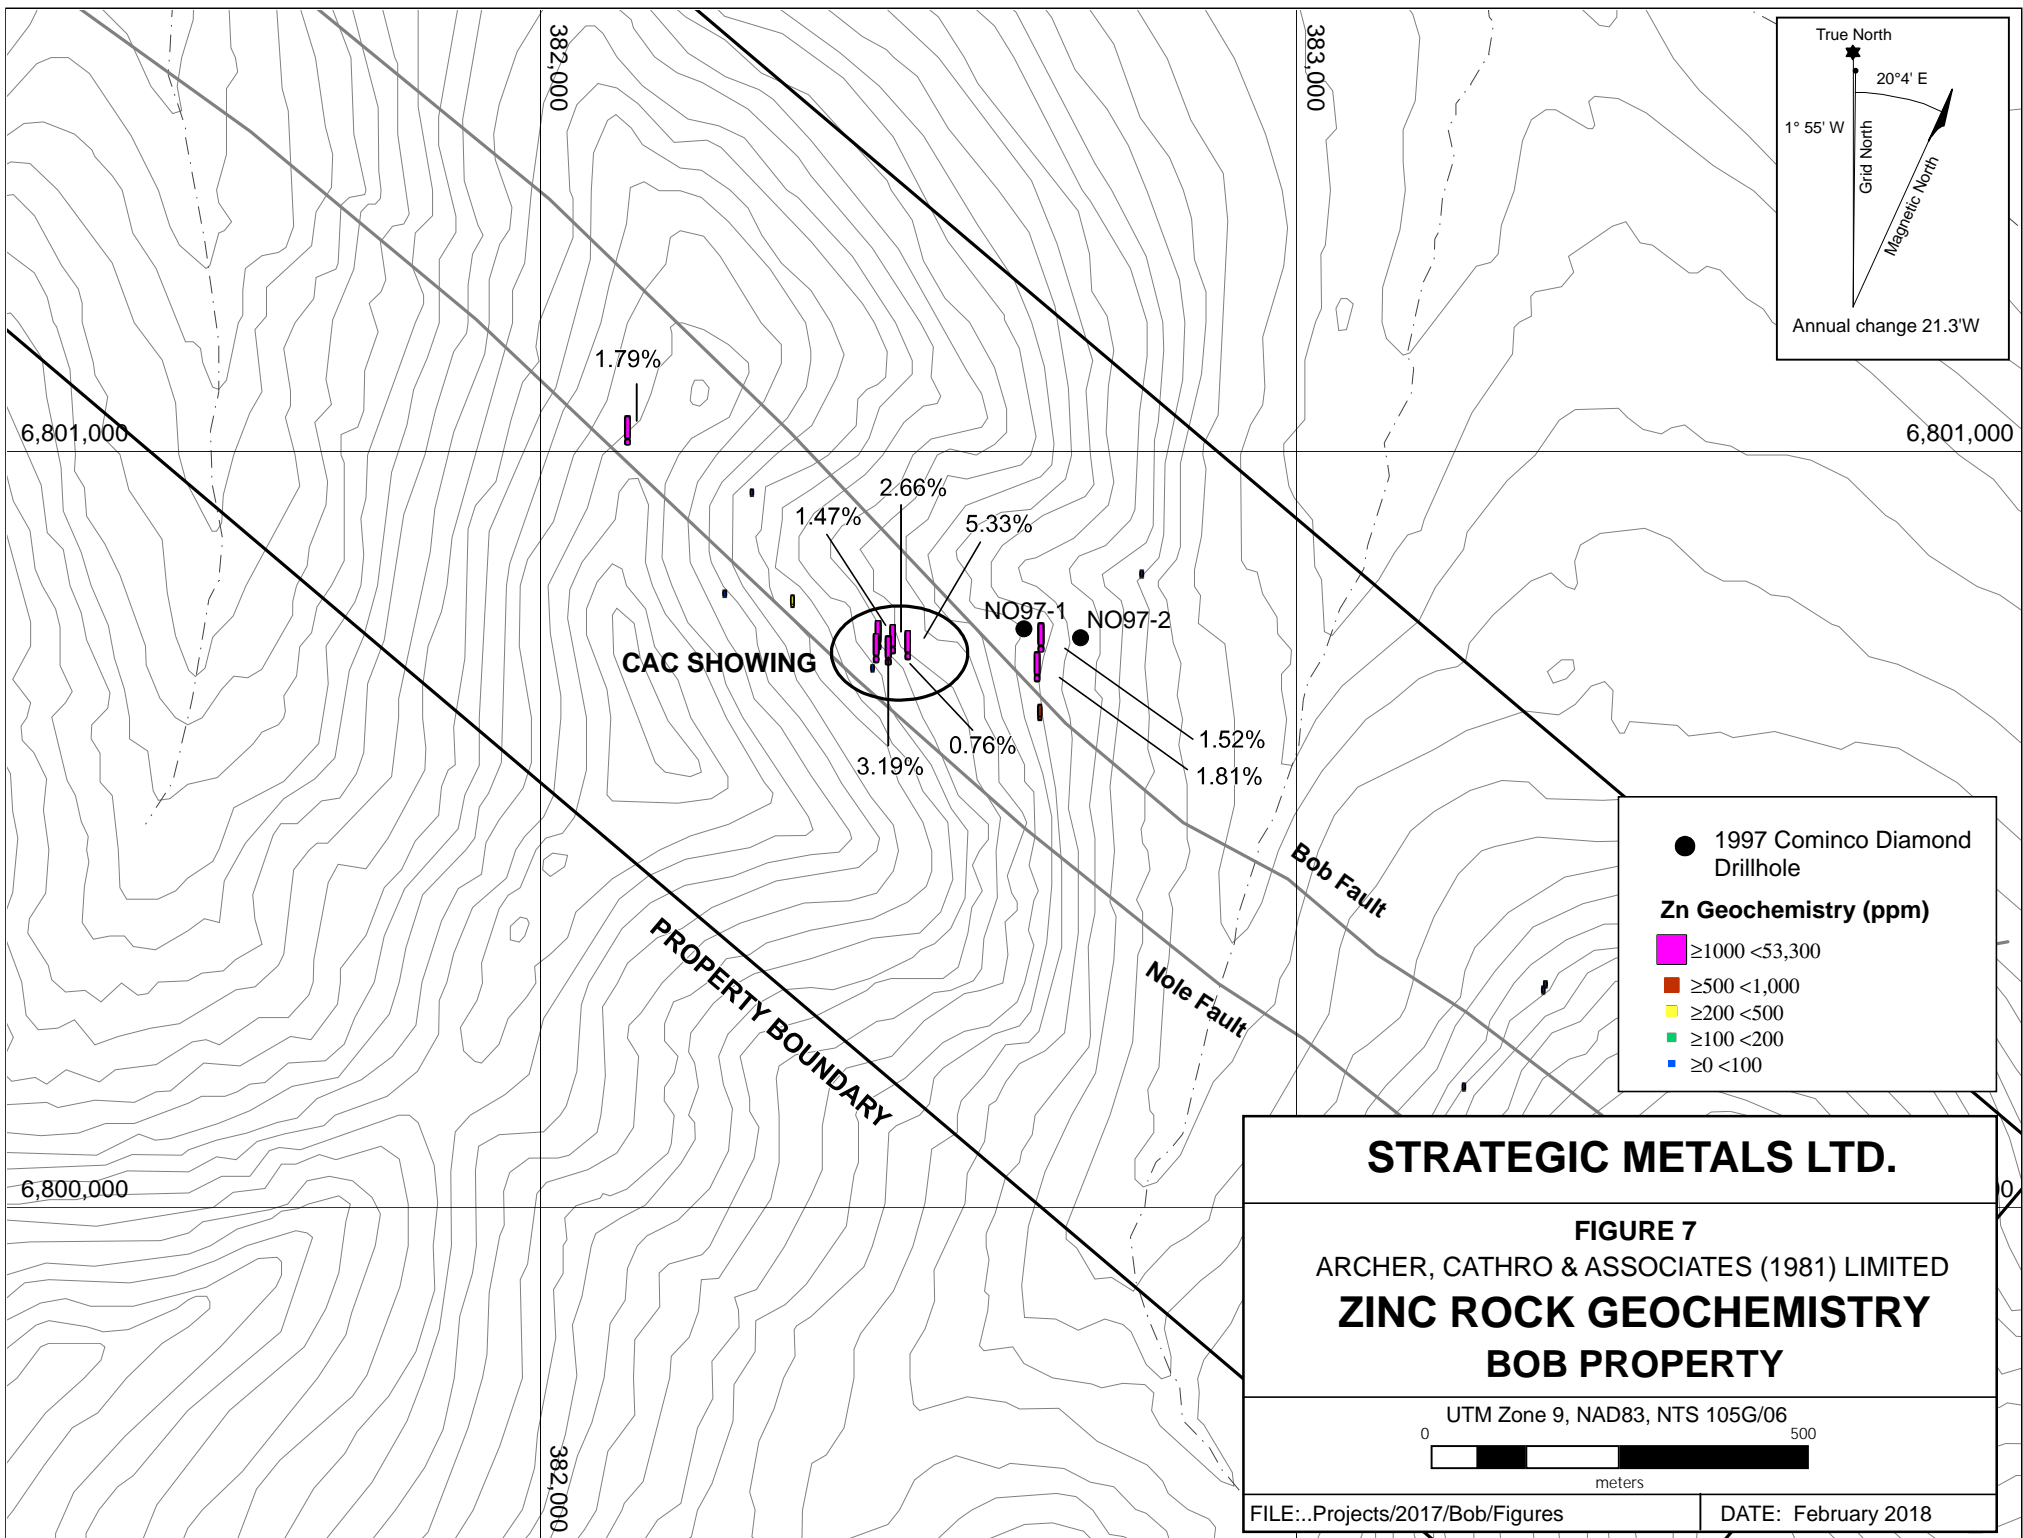 382,000
383,000
True North
20°4' E
1° 55' W
Grid North
Magnetic North
Annual change 21.3'W
1.79%
6,801,000
6,801,000
2.66%
1.47%
5.33%
NO97-1
NO97-2
CAC SHOWING
1.52%
0.76%
3.19%
1.81%
Bob Fault
Nole Fault
PROPERTY BOUNDARY
1997 Cominco Diamond
Drillhole
Zn Geochemistry (ppm)
≥1000 <53,300
≥500 <1,000
≥200 <500
≥100 <200
≥0 <100
6,800,000
0
STRATEGIC METALS LTD.
FIGURE 7
ARCHER, CATHRO & ASSOCIATES (1981) LIMITED
ZINC ROCK GEOCHEMISTRY
BOB PROPERTY
UTM Zone 9, NAD83, NTS 105G/06
0 500
meters
FILE:..Projects/2017/Bob/Figures
DATE: February 2018
382,000